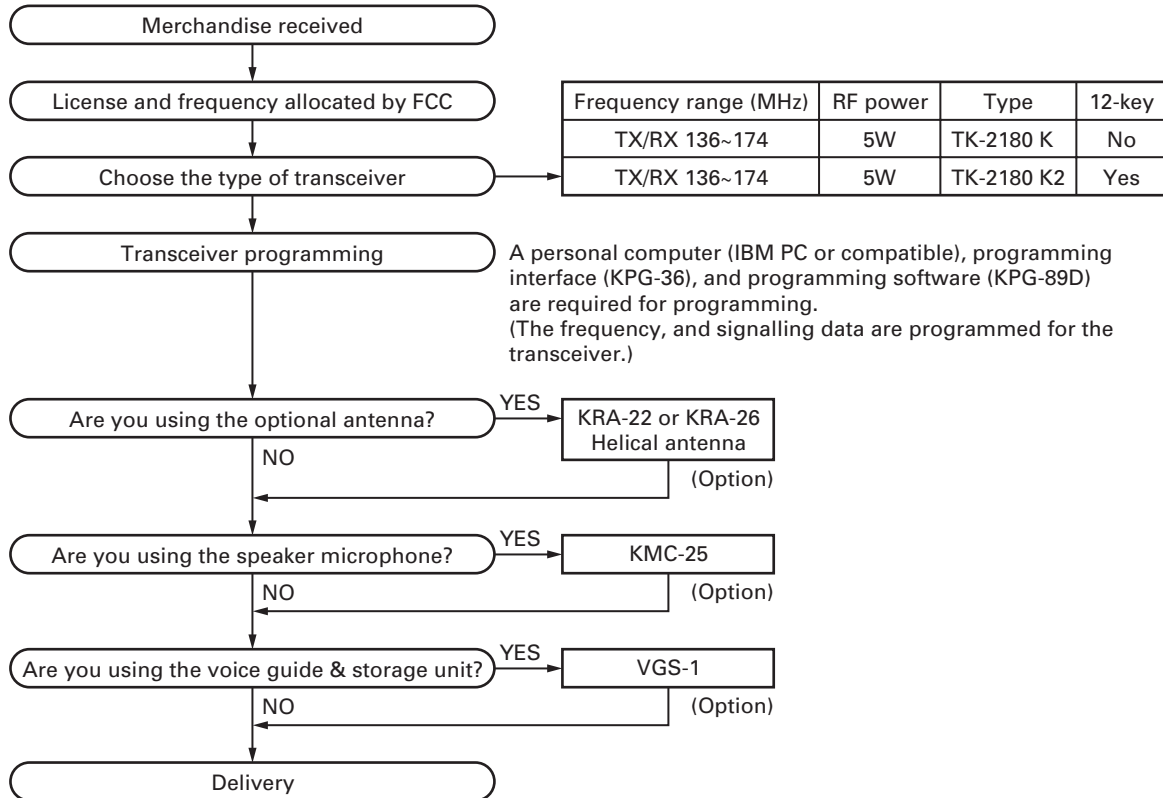 Merchandise received
License and frequency allocated by FCC
Choose the type of transceiver
Frequency range (MHz) RF power Type 12-key
TX/RX 136~174 5W TK-2180 K No
TX/RX 136~174 5W TK-2180 K2 Yes
Transceiver programming
A personal computer (IBM PC or compatible), programming
interface (KPG-36), and programming software (KPG-89D)
are required for programming.
(The frequency, and signalling data are programmed for the
transceiver.)
Are you using the optional antenna?
YES
KRA-22 or KRA-26
Helical antenna
(Option)
NO
Are you using the speaker microphone?
YES
KMC-25
(Option)
NO
Are you using the voice guide & storage unit?
YES
VGS-1
(Option)
NO
Delivery